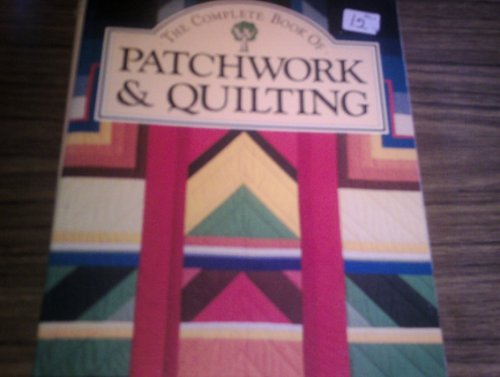 THE COMPLETE BOOK OF
PATCHWORK
& QUILTING
12